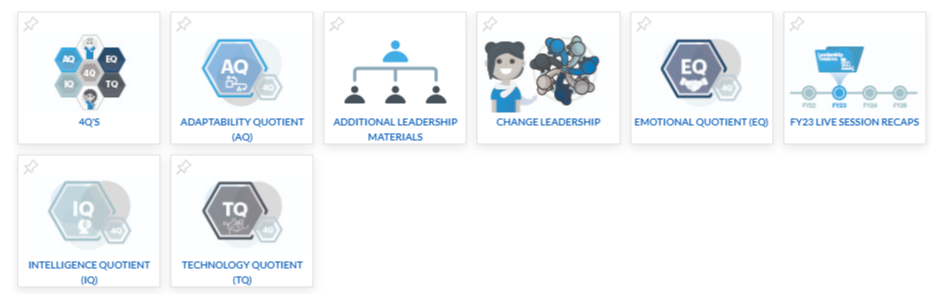 AQ
EQ
4Q
IQ
TQ
4Q'S
AQ
4Q
ADAPTABILITY QUOTIENT
(AQ)
ADDITIONAL LEADERSHIP
MATERIALS
CHANGE LEADERSHIP
EQ
4Q
EMOTIONAL QUOTIENT (EQ)
FY22
FY23
FY24
FY25
FY23 LIVE SESSION RECAPS
IQ
4Q
INTELLIGENCE QUOTIENT
(IQ)
TQ
4Q
TECHNOLOGY QUOTIENT
(TQ)